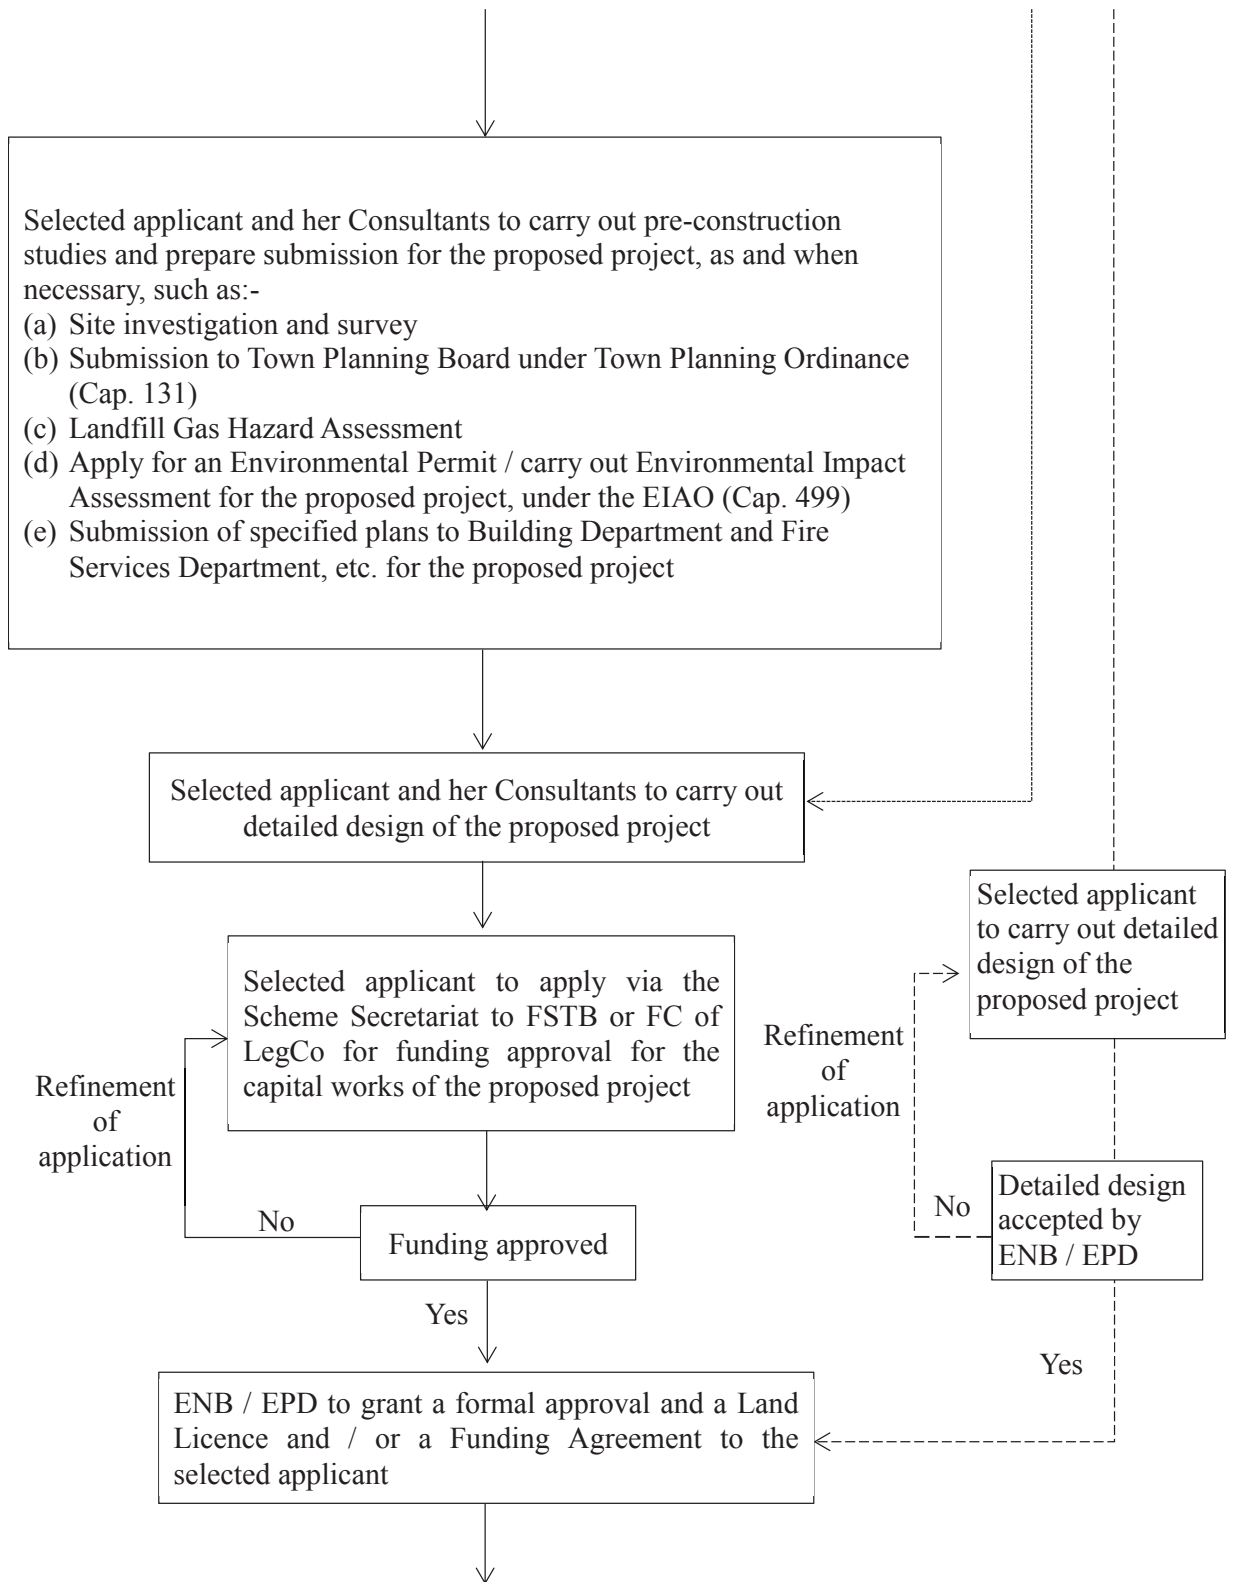 Selected applicant and her Consultants to carry out pre-construction
studies and prepare submission for the proposed project, as and when
necessary, such as:-
(a) Site investigation and survey
(b) Submission to Town Planning Board under Town Planning Ordinance
(Cap. 131)
(c) Landfill Gas Hazard Assessment
(d) Apply for an Environmental Permit / carry out Environmental Impact
Assessment for the proposed project, under the EIAO (Cap. 499)
(e) Submission of specified plans to Building Department and Fire
Services Department, etc. for the proposed project
Selected applicant and her Consultants to carry out
detailed design of the proposed project
Selected applicant to apply via the
Scheme Secretariat to FSTB or FC of
LegCo for funding approval for the
capital works of the proposed project
Refinement
of
application
No
Funding approved
Yes
Selected applicant
to carry out detailed
design of the
proposed project
Refinement
of
application
No
Detailed design
accepted by
ENB / EPD
Yes
ENB / EPD to grant a formal approval and a Land
Licence and / or a Funding Agreement to the
selected applicant